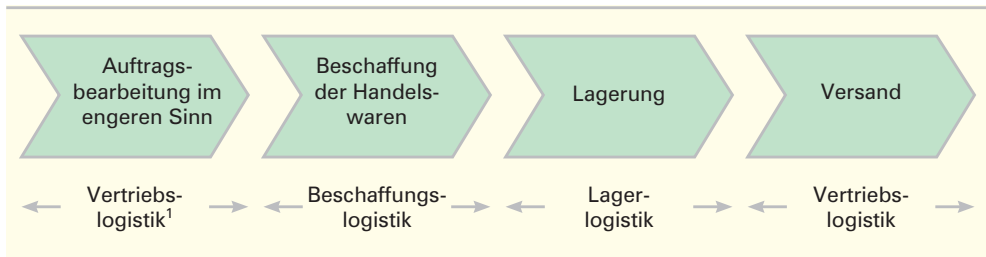 Auftrags-
bearbeitung im
engeren Sinn
Beschaffung
der Handels-
waren
Lagerung
Versand
Vertriebs-
logistik¹
Beschaffungs-
logistik
Lager-
logistik
Vertriebs-
logistik